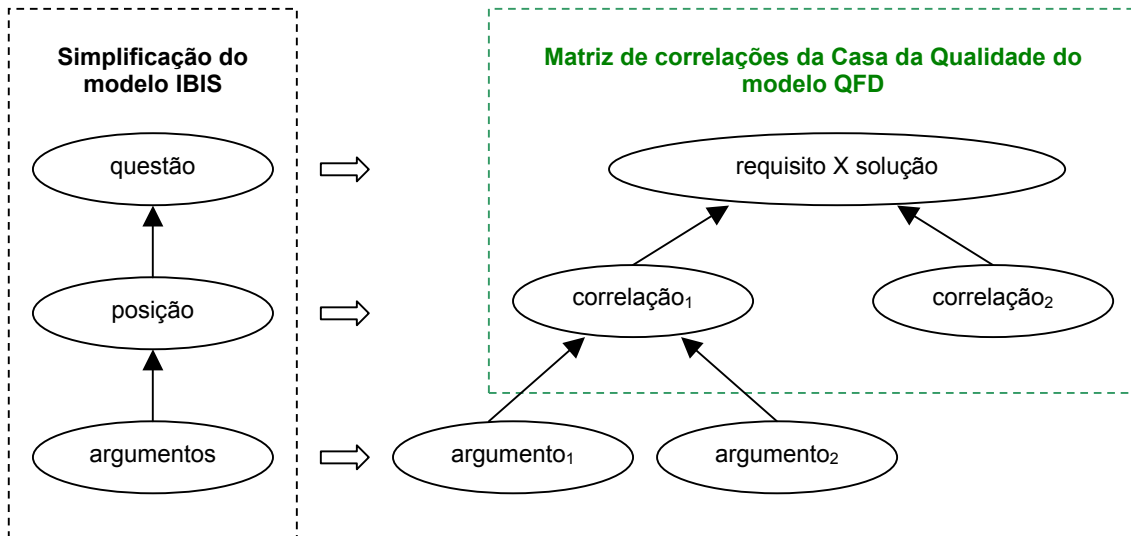 Simplificação do
modelo IBIS
Matriz de correlações da Casa da Qualidade do
modelo QFD
questão
requisito X solução
posição
correlação₁
correlação₂
argumentos
argumento₁
argumento₂